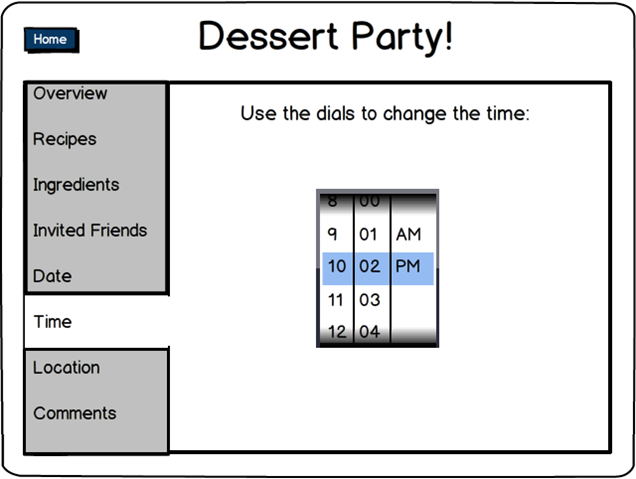 Home
Dessert Party!
Overview
Recipes
Ingredients
Invited Friends
Date
Time
Location
Comments
Use the dials to change the time:
8 00
9 01 AM
10 02 PM
11 03
12 04